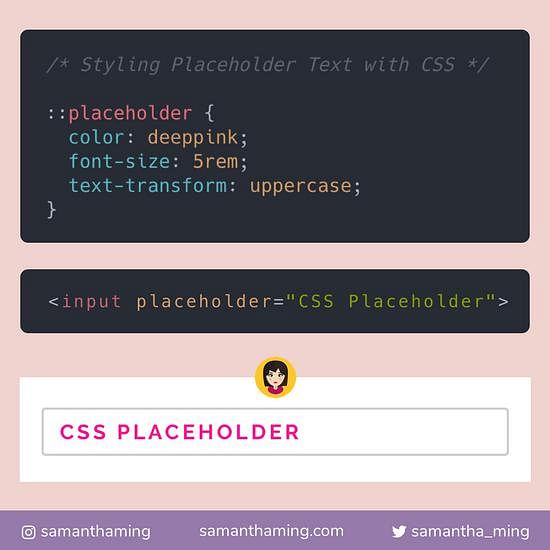 /* Styling Placeholder Text with CSS */
::placeholder {
  color: deeppink;
  font-size: 5rem;
  text-transform: uppercase;
}
<input placeholder="CSS Placeholder">
CSS PLACEHOLDER
samanthaming samanthaming.com samantha_ming